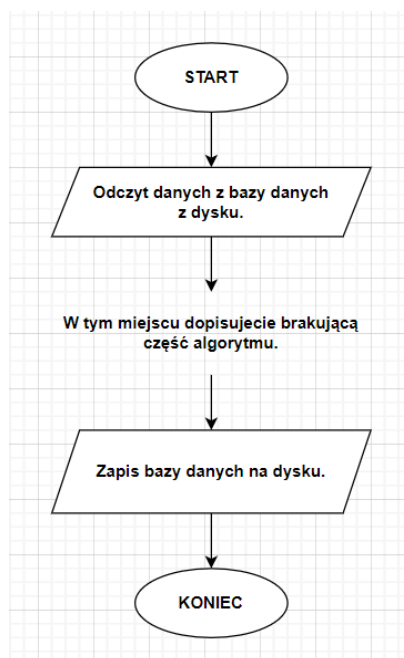 START
Odczyt danych z bazy danych
z dysku.
W tym miejscu dopisujecie brakującą
część algorytmu.
Zapis bazy danych na dysku.
KONIEC